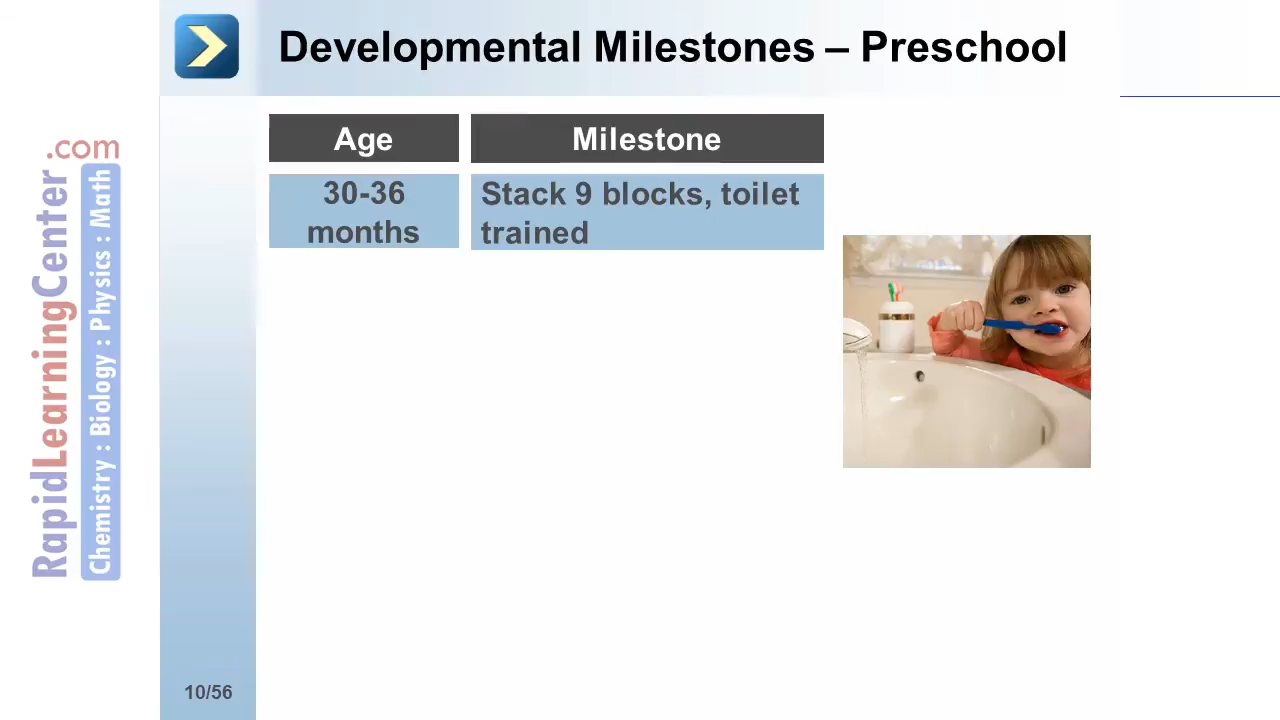 Developmental Milestones – Preschool
Age
Milestone
30-36
months
Stack 9 blocks, toilet
trained
RapidLearningCenter.com
Chemistry : Biology : Physics : Math
10/56